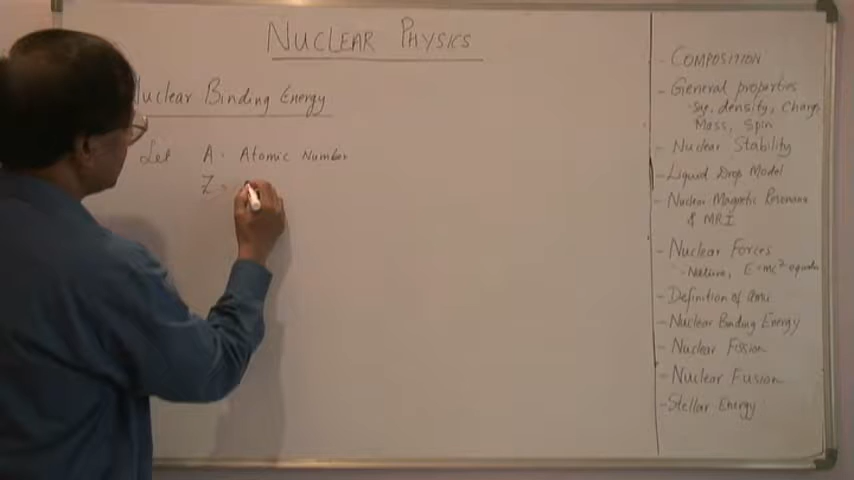 NUCLEAR PHYSICS
Nuclear Binding Energy
Let A = Atomic Number
Z =
- COMPOSITION
- General properties
Size, density, Charge
Mass, Spin
- Nuclear Stability
- Liquid Drop Model
- Nuclear Magnetic Resonance
& MRI
- Nuclear Forces
- Nature, E=mc²
- Definition of amu
- Nuclear Binding Energy
- Nuclear Fission
- Nuclear Fusion
- Stellar Energy